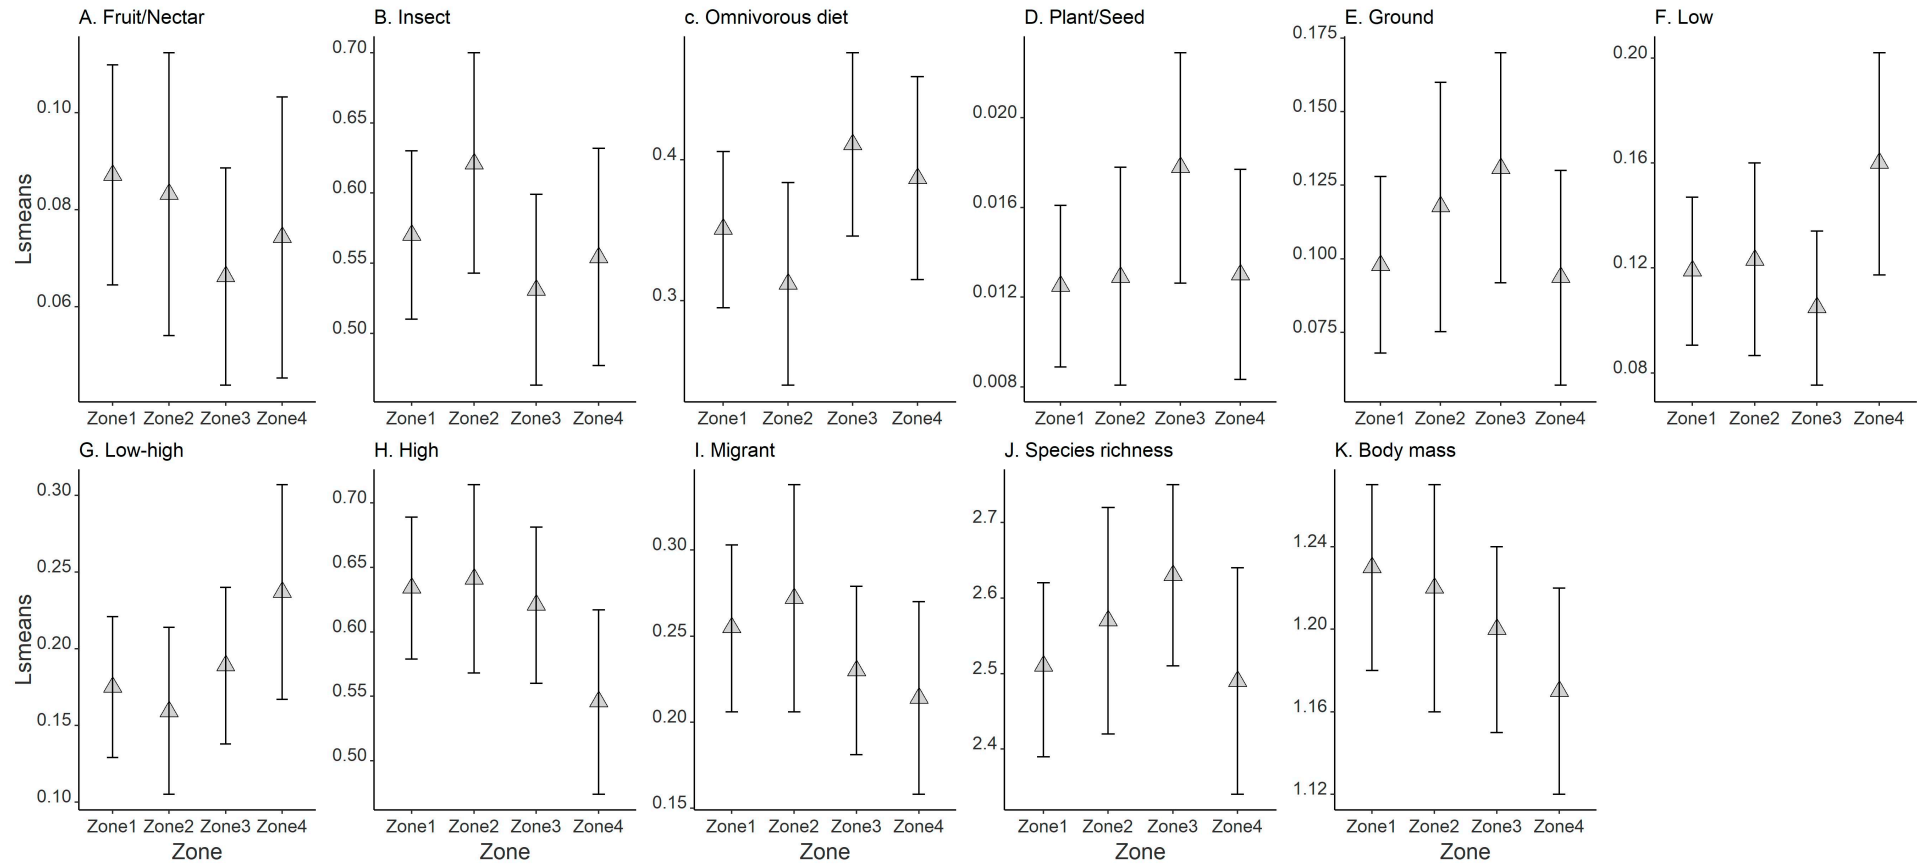 A. Fruit/Nectar
B. Insect
c. Omnivorous diet
D. Plant/Seed
E. Ground
F. Low
Lsmeans
0.10
0.08
0.06
0.70
0.65
0.60
0.55
0.50
0.4
0.3
0.020
0.016
0.012
0.008
0.175
0.150
0.125
0.100
0.075
0.20
0.16
0.12
0.08
Zone1 Zone2 Zone3 Zone4
Zone1 Zone2 Zone3 Zone4
Zone1 Zone2 Zone3 Zone4
Zone1 Zone2 Zone3 Zone4
Zone1 Zone2 Zone3 Zone4
Zone1 Zone2 Zone3 Zone4
G. Low-high
H. High
I. Migrant
J. Species richness
K. Body mass
Lsmeans
0.30
0.25
0.20
0.15
0.10
0.70
0.65
0.60
0.55
0.50
0.30
0.25
0.20
0.15
2.7
2.6
2.5
2.4
1.24
1.20
1.16
1.12
Zone1 Zone2 Zone3 Zone4
Zone1 Zone2 Zone3 Zone4
Zone1 Zone2 Zone3 Zone4
Zone1 Zone2 Zone3 Zone4
Zone1 Zone2 Zone3 Zone4
Zone
Zone
Zone
Zone
Zone